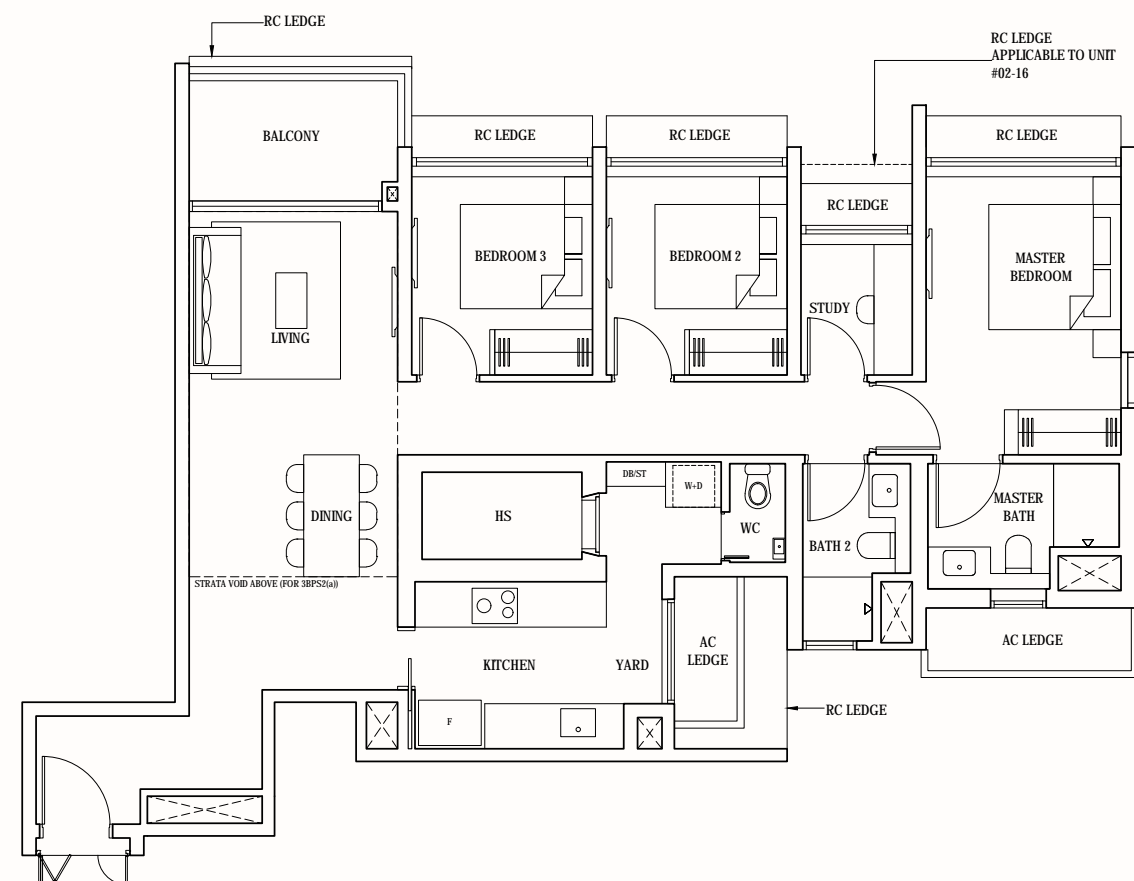 RC LEDGE
RC LEDGE
APPLICABLE TO UNIT
#02-16
BALCONY
RC LEDGE
RC LEDGE
RC LEDGE
RC LEDGE
BEDROOM 3
BEDROOM 2
MASTER
BEDROOM
STUDY
LIVING
DB/ST
W+D
HS
DINING
WC
BATH 2
MASTER
BATH
STRATA VOID ABOVE (FOR 3BPS2(a))
KITCHEN
YARD
AC
LEDGE
AC LEDGE
RC LEDGE
F